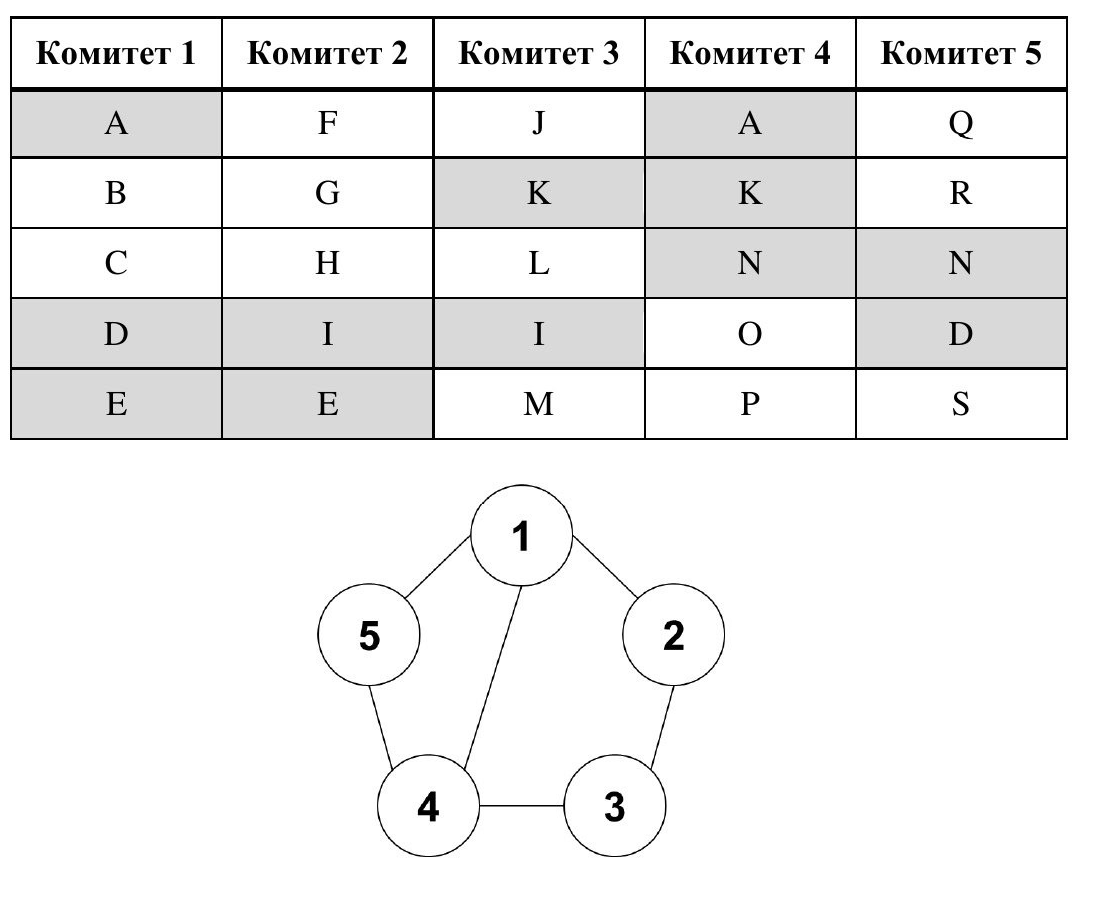 Комитет 1 Комитет 2 Комитет 3 Комитет 4 Комитет 5
A F J A Q
B G K K R
C H L N N
D I I O D
E E M P S
1
5 2
4 3